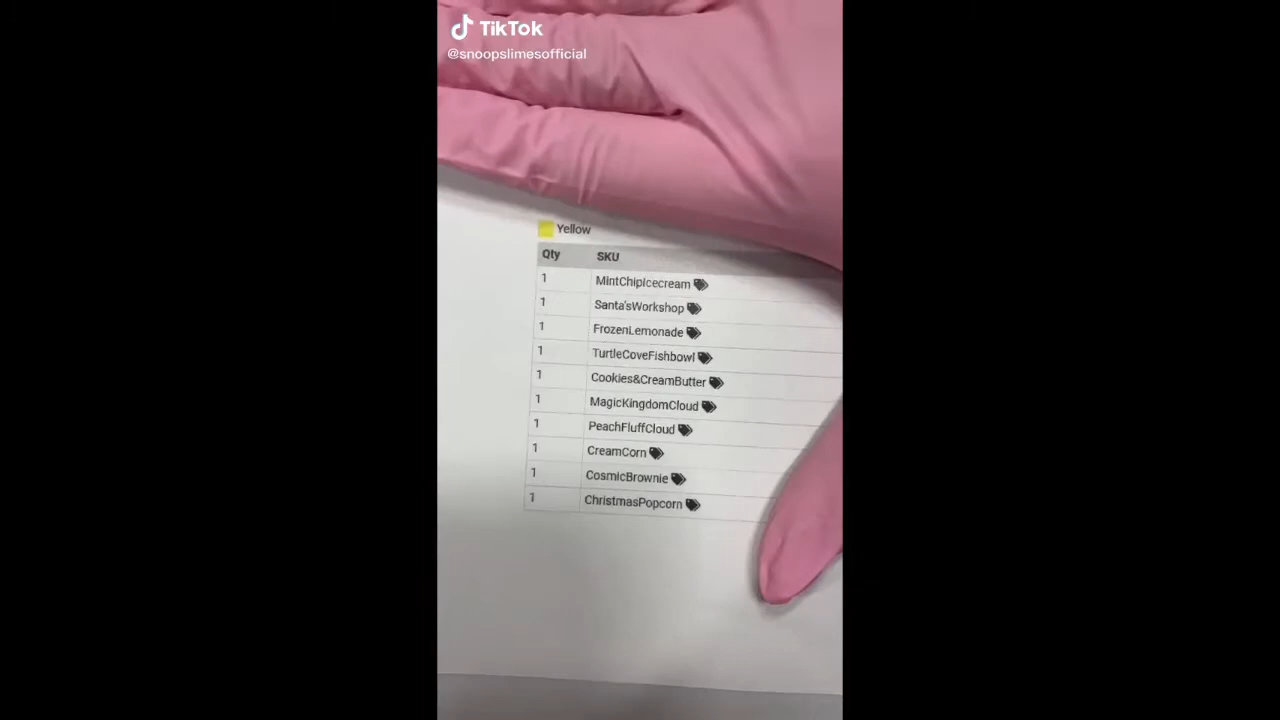 TikTok
@snoopslimesofficial
Yellow
Qty SKU
1 MintChipIcecream
1 Santa'sWorkshop
1 FrozenLemonade
1 TurtleCoveFishbowl
1 Cookies&CreamButter
1 MagicKingdomCloud
1 PeachFluffCloud
1 CreamCorn
1 CosmicBrownie
1 ChristmasPopcorn